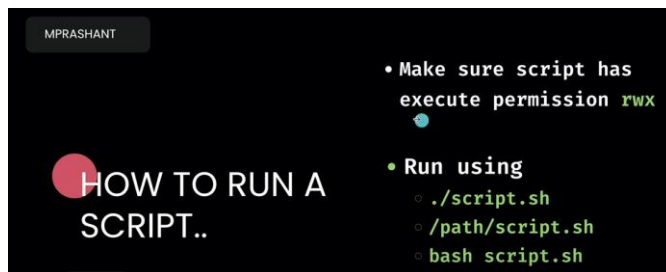 MPRASHANT
HOW TO RUN A
SCRIPT..
• Make sure script has
execute permission rwx
• Run using
○ ./script.sh
○ /path/script.sh
○ bash script.sh